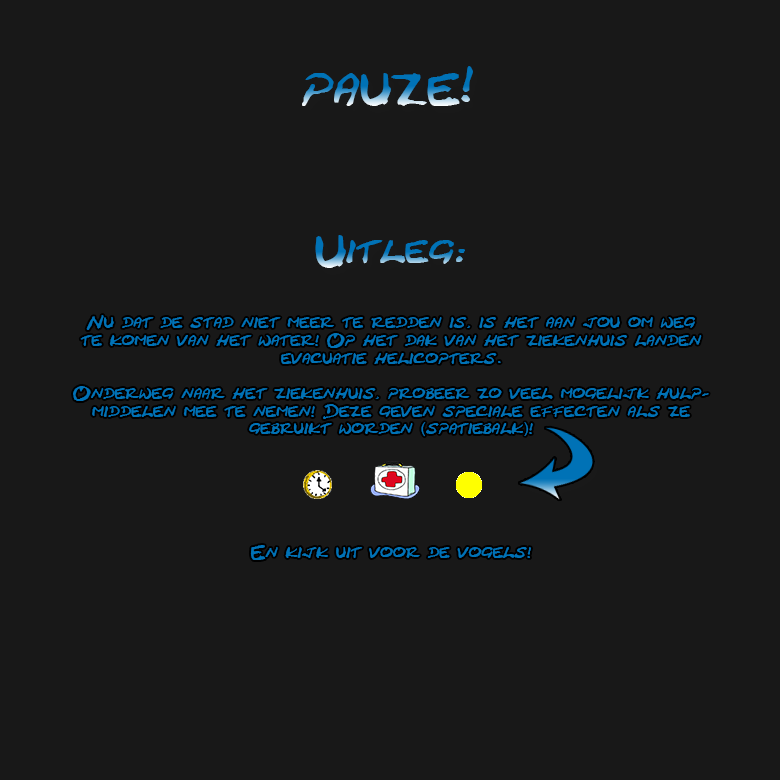 PAUZE!
UITLEG:
NU DAT DE STAD NIET MEER TE REDDEN IS, IS HET AAN JOU OM WEG
TE KOMEN VAN HET WATER! OP HET DAK VAN HET ZIEKENHUIS LANDEN
EVACUATIE HELICOPTERS.
ONDERWEG NAAR HET ZIEKENHUIS, PROBEER ZO VEEL MOGELIJK HULP-
MIDDELEN MEE TE NEMEN! DEZE GEVEN SPECIALE EFFECTEN ALS ZE
GEBRUIKT WORDEN (SPATIEBALK)!
EN KIJK UIT VOOR DE VOGELS!